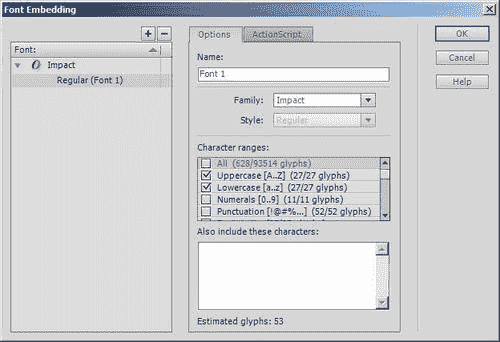 Font Embedding
Font:
Impact
Regular (Font 1)
Options
ActionScript
Name:
Font 1
Family: Impact
Style: Regular
Character ranges:
All (628/93514 glyphs)
Uppercase [A..Z] (27/27 glyphs)
Lowercase [a..z] (27/27 glyphs)
Numerals [0..9] (11/11 glyphs)
Punctuation [!@#%...] (52/52 glyphs)
Also include these characters:
Estimated glyphs: 53
OK
Cancel
Help